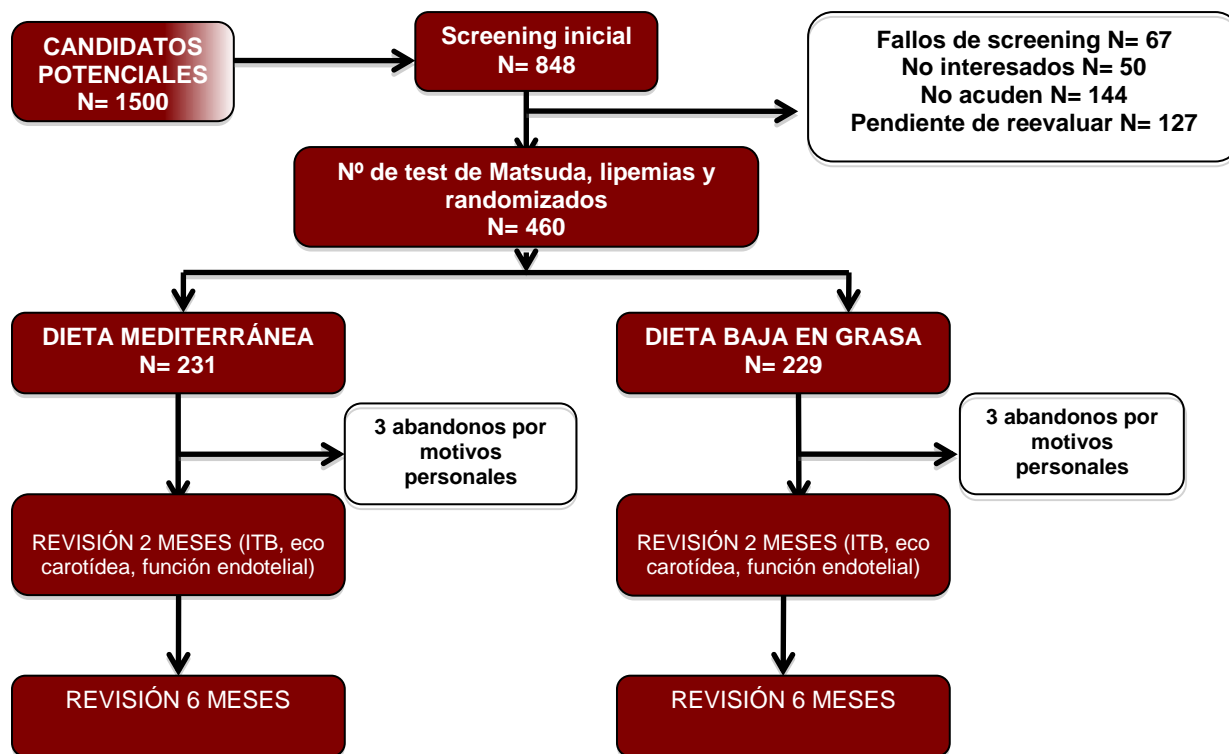 CANDIDATOS
POTENCIALES
N= 1500
Screening inicial
N= 848
Fallos de screening N= 67
No interesados N= 50
No acuden N= 144
Pendiente de reevaluar N= 127
Nº de test de Matsuda, lipemias y
randomizados
N= 460
DIETA MEDITERRÁNEA
N= 231
DIETA BAJA EN GRASA
N= 229
3 abandonos por
motivos
personales
3 abandonos por
motivos
personales
REVISIÓN 2 MESES (ITB, eco
carotídea, función endotelial)
REVISIÓN 2 MESES (ITB, eco
carotídea, función endotelial)
REVISIÓN 6 MESES
REVISIÓN 6 MESES